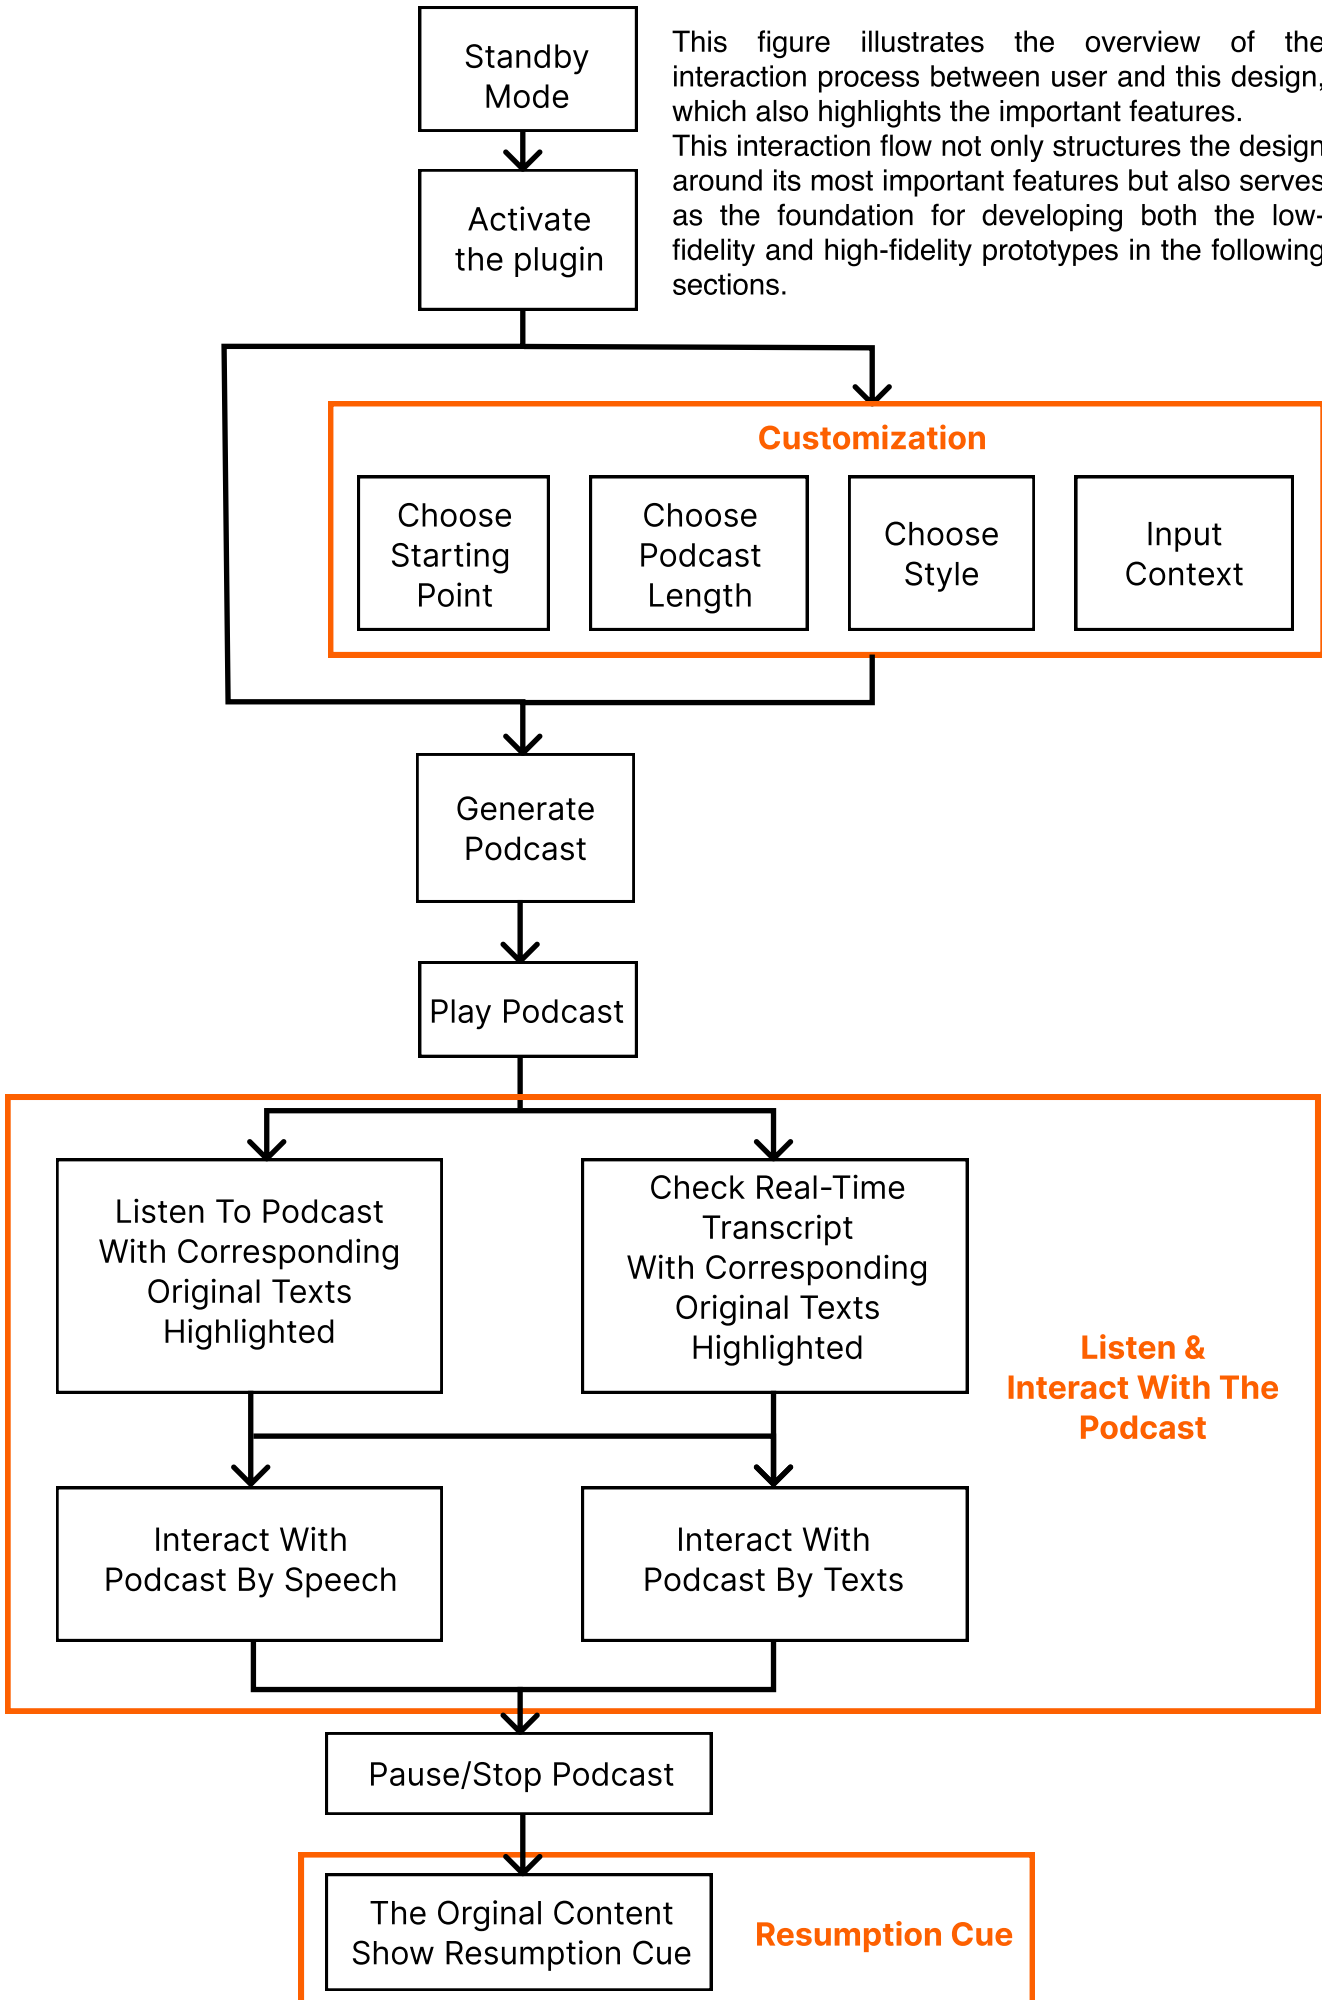 Standby
Mode
This figure illustrates the overview of the
interaction process between user and this design,
which also highlights the important features.
This interaction flow not only structures the design
around its most important features but also serves
as the foundation for developing both the low-
fidelity and high-fidelity prototypes in the following
sections.
Activate
the plugin
Customization
Choose
Starting
Point
Choose
Podcast
Length
Choose
Style
Input
Context
Generate
Podcast
Play Podcast
Listen To Podcast
With Corresponding
Original Texts
Highlighted
Check Real-Time
Transcript
With Corresponding
Original Texts
Highlighted
Listen &
Interact With The
Podcast
Interact With
Podcast By Speech
Interact With
Podcast By Texts
Pause/Stop Podcast
The Orginal Content
Show Resumption Cue
Resumption Cue